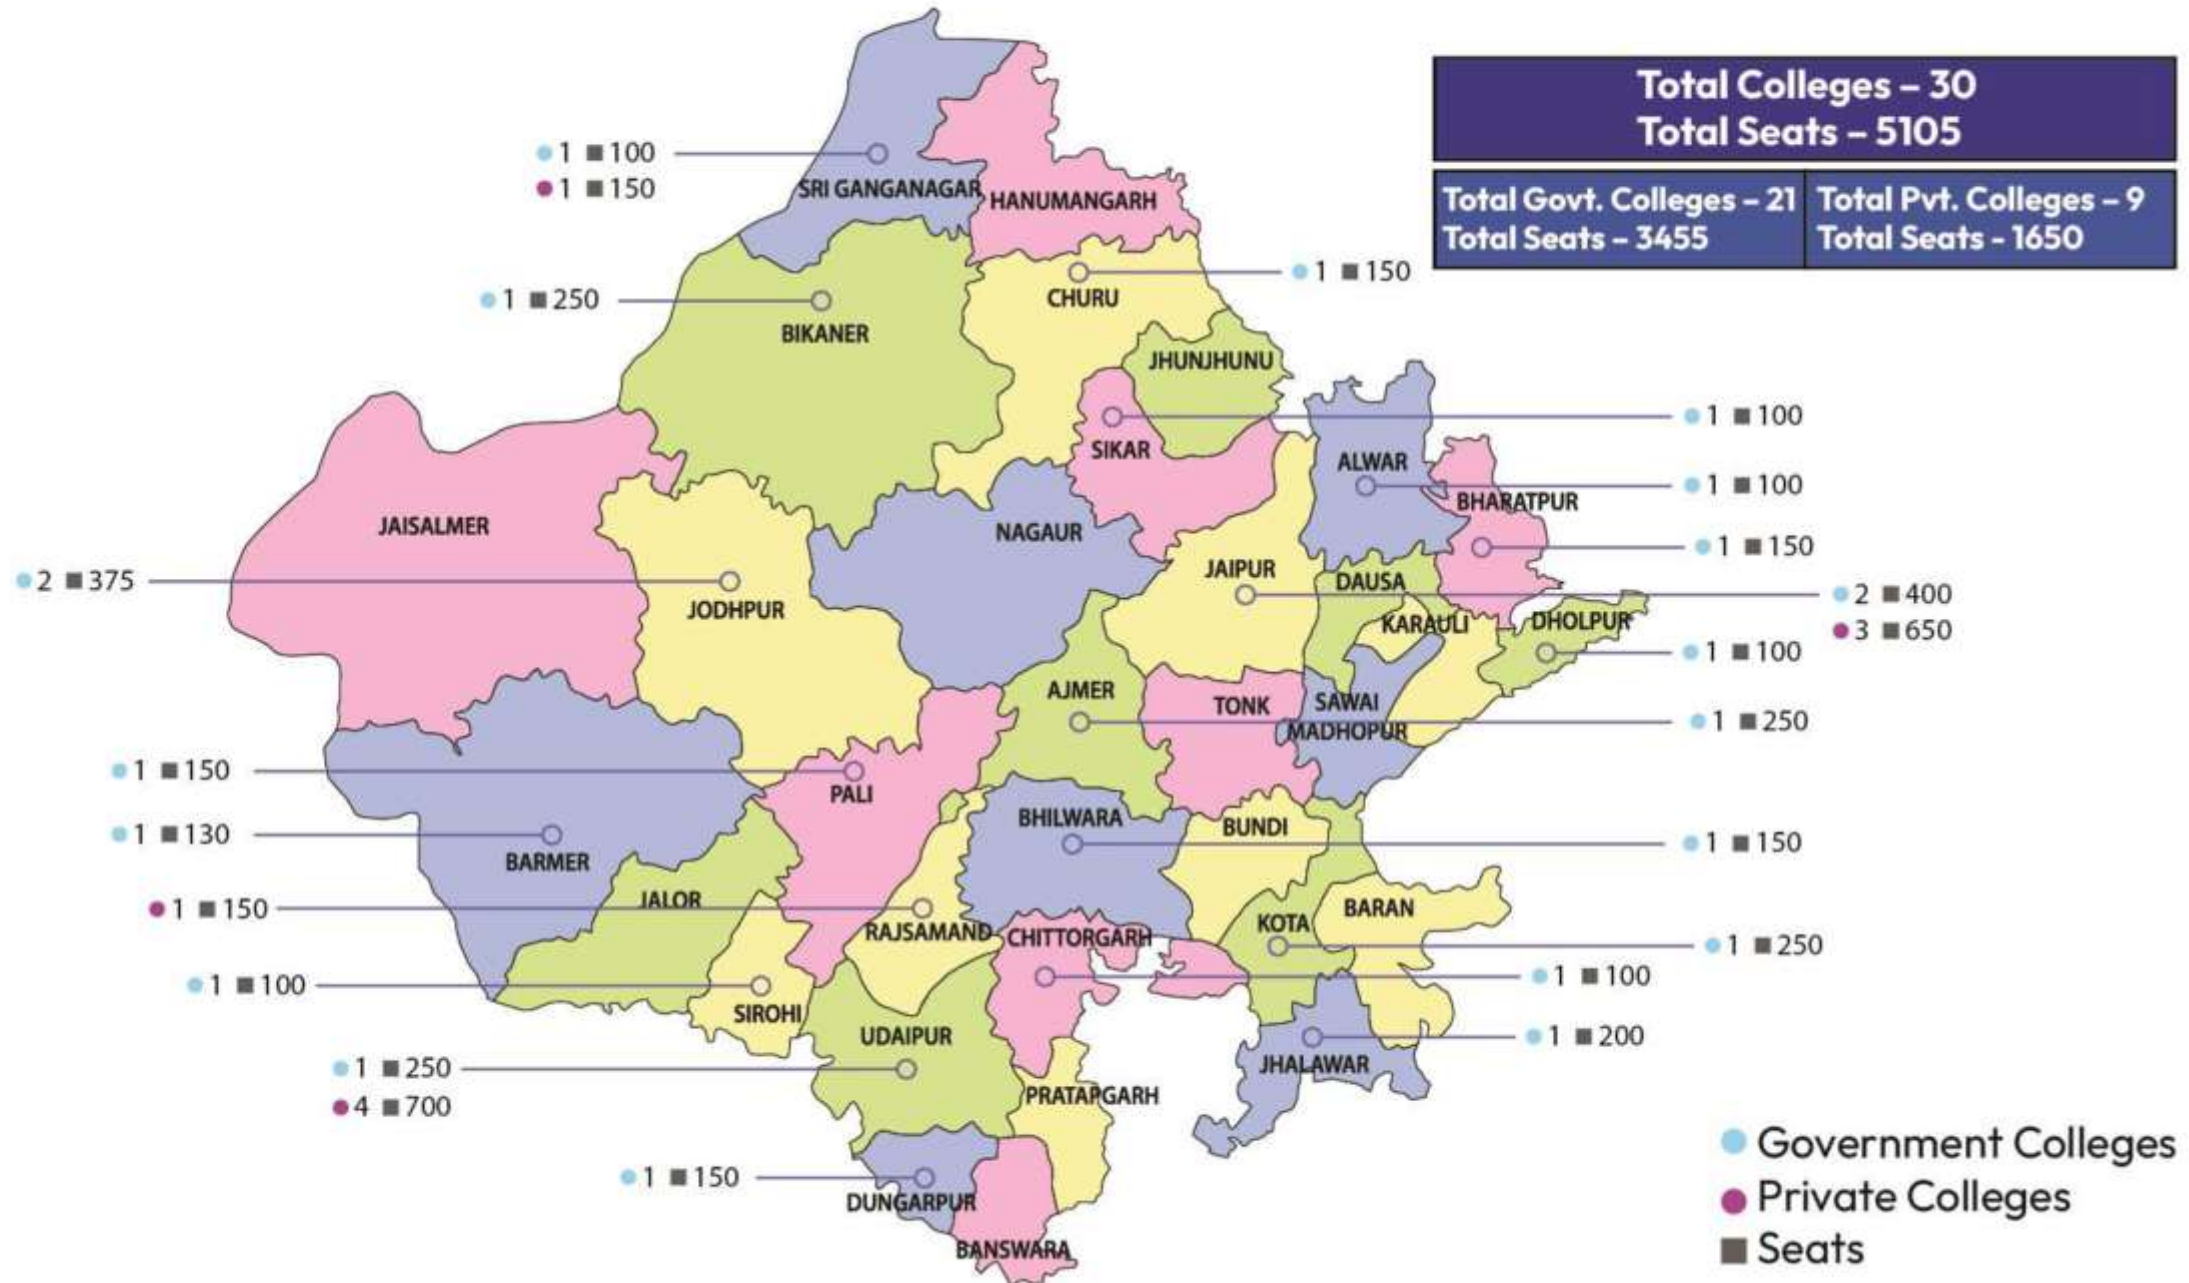 Total Colleges – 30
Total Seats – 5105
Total Govt. Colleges – 21
Total Seats – 3455
Total Pvt. Colleges – 9
Total Seats - 1650
1 100
1 150
SRI GANGANAGAR
HANUMANGARH
1 150
CHURU
1 250
BIKANER
JHUNJHUNU
1 100
SIKAR
ALWAR
1 100
BHARATPUR
JAISALMER
NAGAUR
1 150
JAIPUR
DAUSA
2 375
JODHPUR
2 400
3 650
KARAULI
DHOLPUR
1 100
AJMER
TONK
SAWAI
MADHOPUR
1 250
1 150
PALI
1 130
BARMER
BHILWARA
BUNDI
1 150
JALOR
1 150
RAJSAMAND
CHITTORGARH
KOTA
BARAN
1 250
1 100
1 100
SIROHI
UDAIPUR
1 200
JHALAWAR
1 250
4 700
PRATAPGARH
1 150
DUNGARPUR
BANSWARA
Government Colleges
Private Colleges
Seats